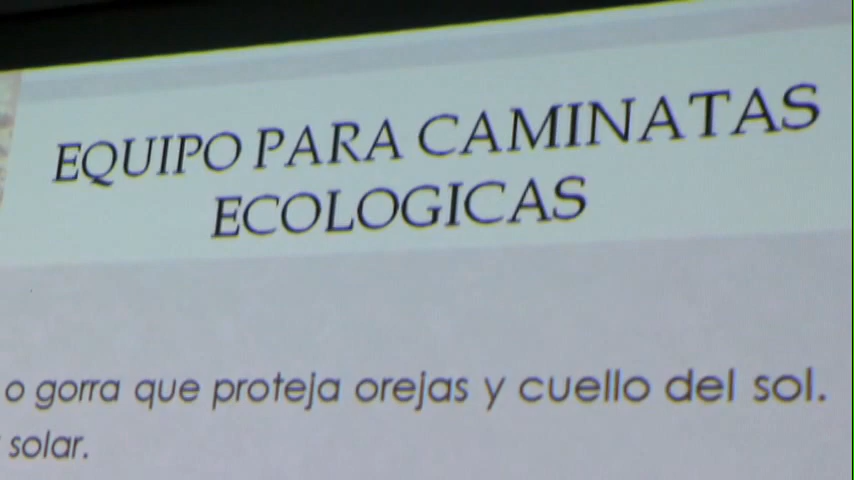 EQUIPO PARA CAMINATAS
ECOLOGICAS
o gorra que proteja orejas y cuello del sol.
solar.